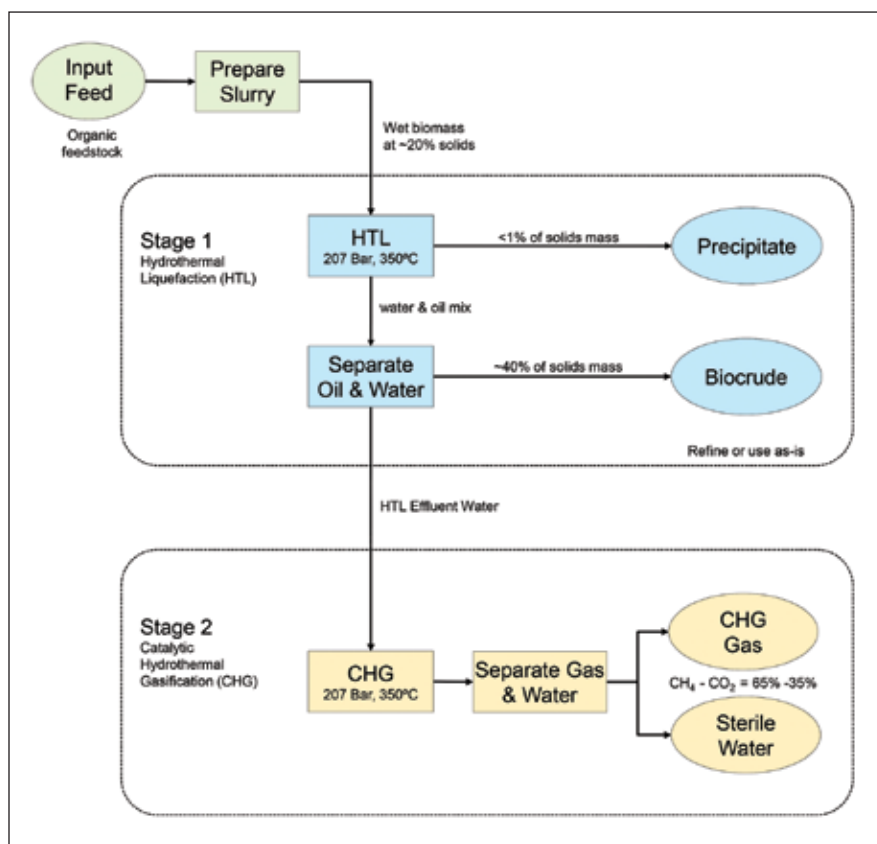 Input
Feed
Prepare
Slurry
Organic
feedstock
Wet biomass
at ~20% solids
Stage 1
Hydrothermal
Liquefaction (HTL)
HTL
207 Bar, 350ºC
<1% of solids mass
Precipitate
water & oil mix
Separate
Oil & Water
~40% of solids mass
Biocrude
Refine or use as-is
HTL Effluent Water
Stage 2
Catalytic
Hydrothermal
Gasification (CHG)
CHG
207 Bar, 350ºC
Separate Gas
& Water
CHG
Gas
CH₄ - CO₂ = 65% -35%
Sterile
Water